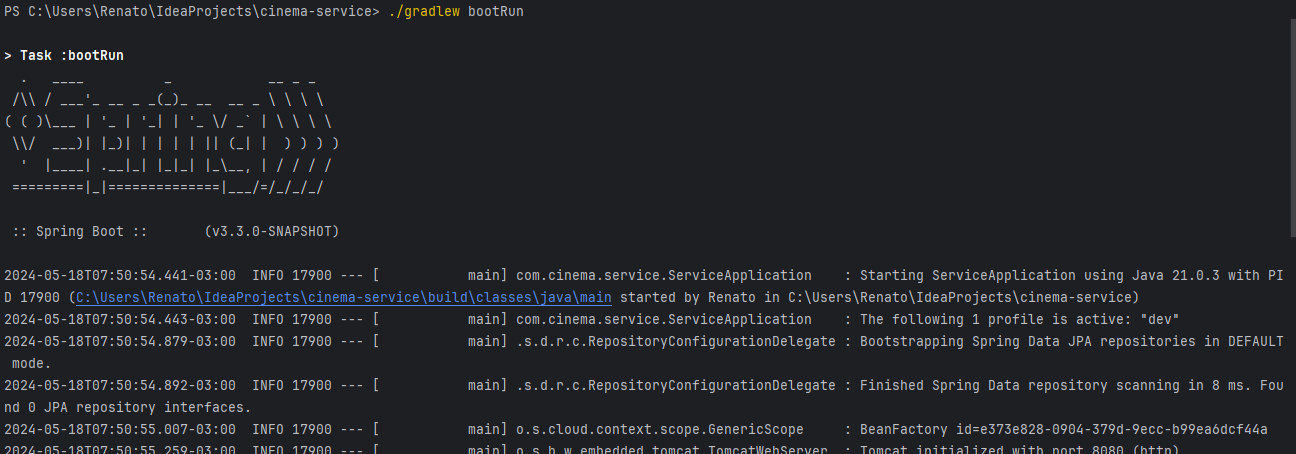 PS C:\Users\Renato\IdeaProjects\cinema-service> ./gradlew bootRun
> Task :bootRun
  .   ____          _            __ _ _
 /\\ / ___'_ __ _ _(_)_ __  __ _ \ \ \ \
( ( )\___ | '_ | '_| | '_ \/ _` | \ \ \ \
 \\/  ___)| |_)| | | | | || (_| |  ) ) ) )
  '  |____| .__|_| |_|_| |_\__, | / / / /
 =========|_|==============|___/=/_/_/_/
 :: Spring Boot ::       (v3.3.0-SNAPSHOT)
2024-05-18T07:50:54.441-03:00  INFO 17900 --- [           main] com.cinema.service.ServiceApplication    : Starting ServiceApplication using Java 21.0.3 with PI
D 17900 (C:\Users\Renato\IdeaProjects\cinema-service\build\classes\java\main started by Renato in C:\Users\Renato\IdeaProjects\cinema-service)
2024-05-18T07:50:54.443-03:00  INFO 17900 --- [           main] com.cinema.service.ServiceApplication    : The following 1 profile is active: "dev"
2024-05-18T07:50:54.879-03:00  INFO 17900 --- [           main] .s.d.r.c.RepositoryConfigurationDelegate : Bootstrapping Spring Data JPA repositories in DEFAULT
 mode.
2024-05-18T07:50:54.892-03:00  INFO 17900 --- [           main] .s.d.r.c.RepositoryConfigurationDelegate : Finished Spring Data repository scanning in 8 ms. Fou
nd 0 JPA repository interfaces.
2024-05-18T07:50:55.007-03:00  INFO 17900 --- [           main] o.s.cloud.context.scope.GenericScope     : BeanFactory id=e373e828-0904-379d-9ecc-b99ea6dcf44a
2024-05-18T07:50:55.259-03:00  INFO 17900 --- [           main] o.s.b.w.embedded.tomcat.TomcatWebServer  : Tomcat initialized with port 8080 (http)